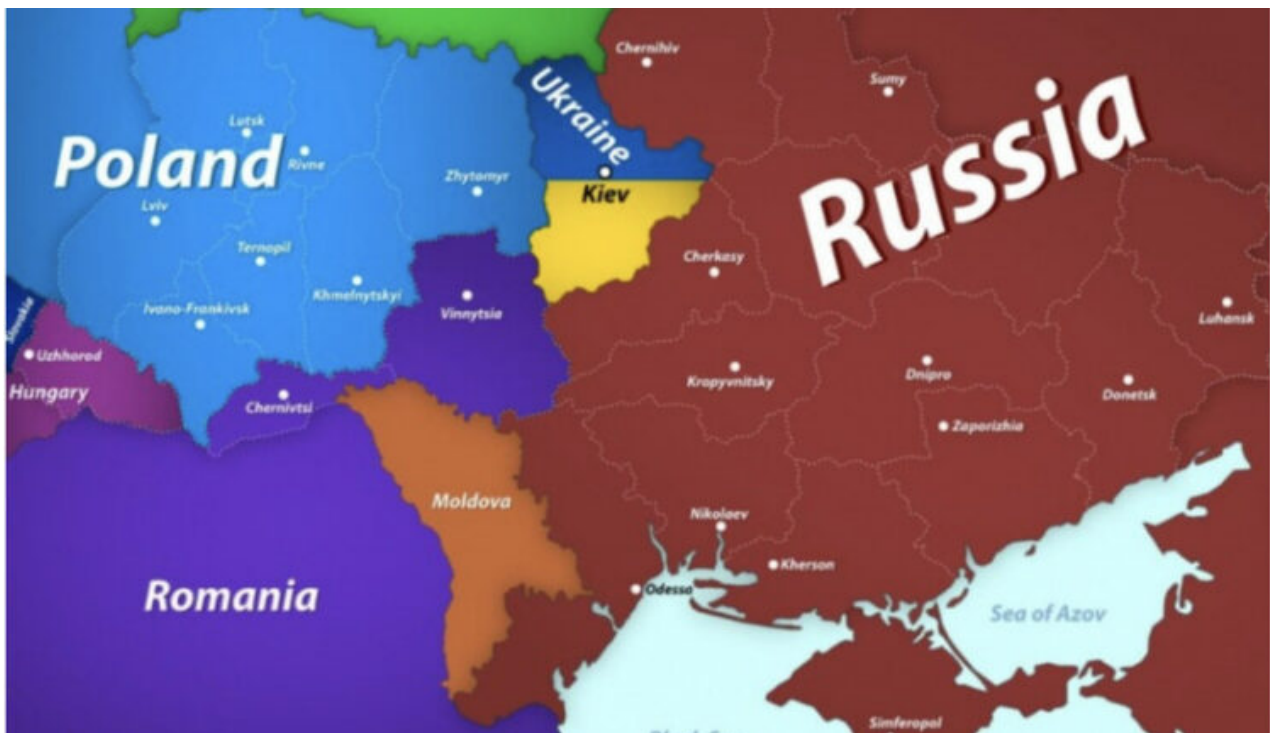 Chernihiv
Sumy
Ukraine
Russia
Lutsk
Poland
Rivne
Zhytomyr
Kiev
Lviv
Ternopil
Cherkasy
Khmelnytskyi
Ivano-Frankivsk
Vinnytsia
Luhansk
Slovakia
Uzhhorod
Hungary
Chernivtsi
Kropyvnitsky
Dnipro
Donetsk
Zaporizhia
Moldova
Nikolaev
Kherson
Odessa
Romania
Sea of Azov
Simferopol